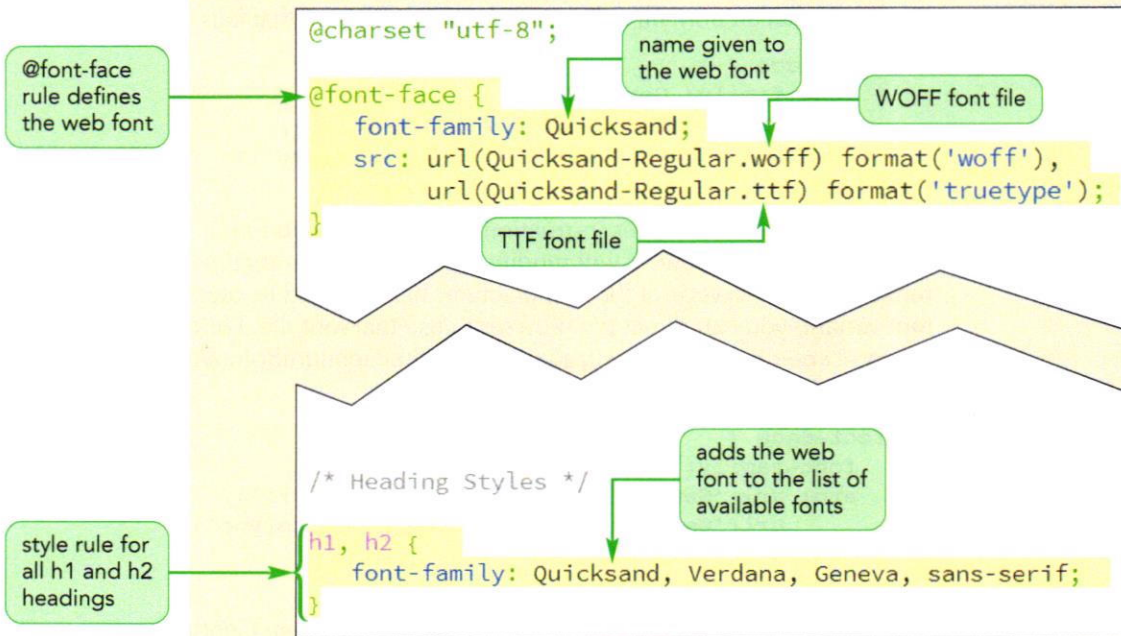 @charset "utf-8";
name given to
the web font
@font-face
rule defines
the web font
@font-face {
WOFF font file
font-family: Quicksand;
src: url(Quicksand-Regular.woff) format('woff'),
url(Quicksand-Regular.ttf) format('truetype');
}
TTF font file
adds the web
font to the list of
available fonts
/* Heading Styles */
style rule for
all h1 and h2
headings
h1, h2 {
font-family: Quicksand, Verdana, Geneva, sans-serif;
}